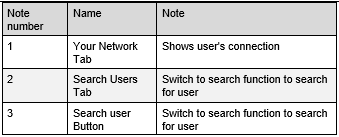 Note number Name Note
1 Your Network Tab Shows user's connection
2 Search Users Tab Switch to search function to search for user
3 Search user Button Switch to search function to search for user